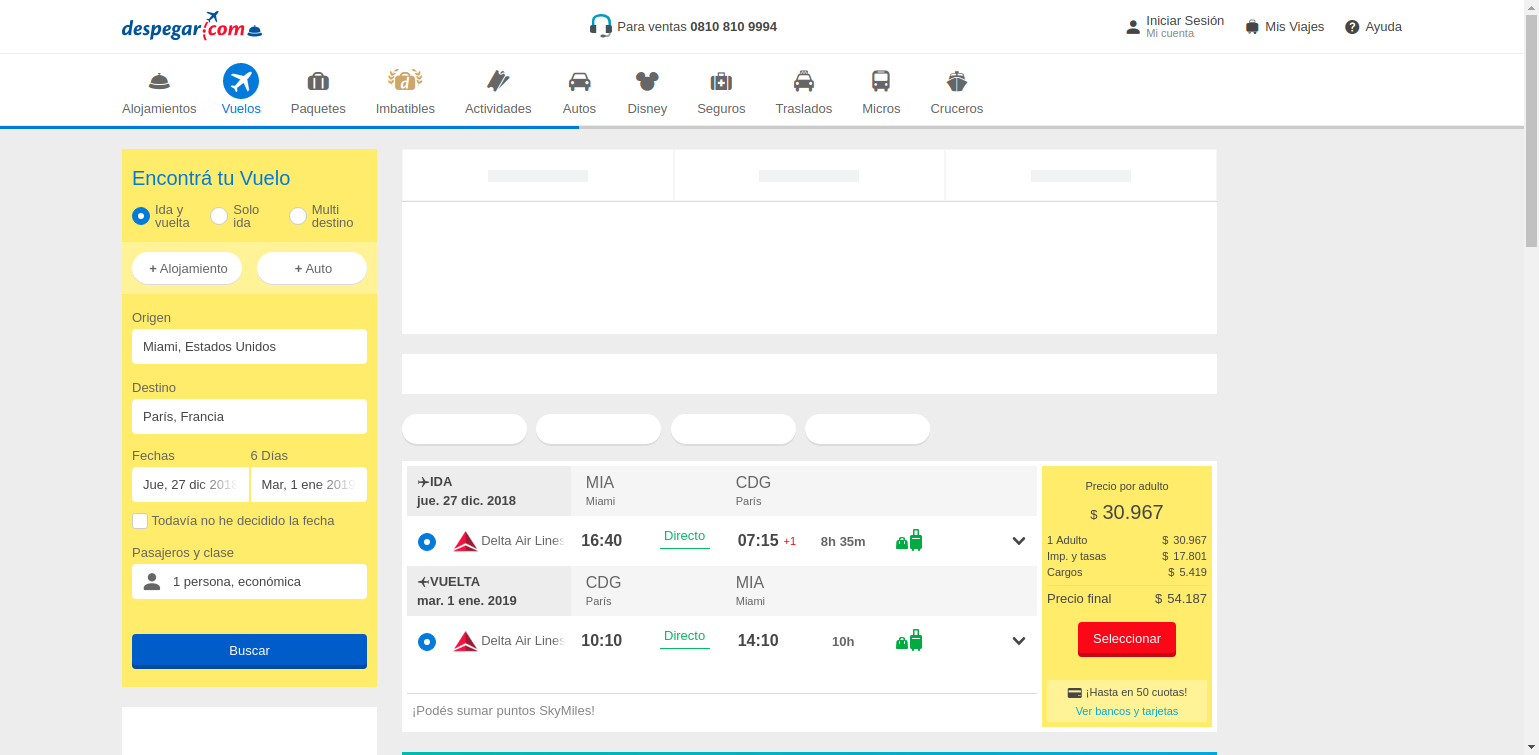 despegar.com
Para ventas 0810 810 9994
Iniciar Sesión
Mi cuenta
Mis Viajes
Ayuda
Alojamientos
Vuelos
Paquetes
Imbatibles
Actividades
Autos
Disney
Seguros
Traslados
Micros
Cruceros
Encontrá tu Vuelo
Ida y
vuelta
Solo
ida
Multi
destino
+ Alojamiento
+ Auto
Origen
Miami, Estados Unidos
Destino
París, Francia
Fechas
6 Días
Jue, 27 dic 2018
Mar, 1 ene 2019
Todavía no he decidido la fecha
Pasajeros y clase
1 persona, económica
Buscar
IDA
jue. 27 dic. 2018
MIA
Miami
CDG
París
Delta Air Lines
16:40
Directo
07:15 +1
8h 35m
VUELTA
mar. 1 ene. 2019
CDG
París
MIA
Miami
Delta Air Lines
10:10
Directo
14:10
10h
¡Podés sumar puntos SkyMiles!
Precio por adulto
$ 30.967
1 Adulto $ 30.967
Imp. y tasas $ 17.801
Cargos $ 5.419
Precio final $ 54.187
Seleccionar
¡Hasta en 50 cuotas!
Ver bancos y tarjetas